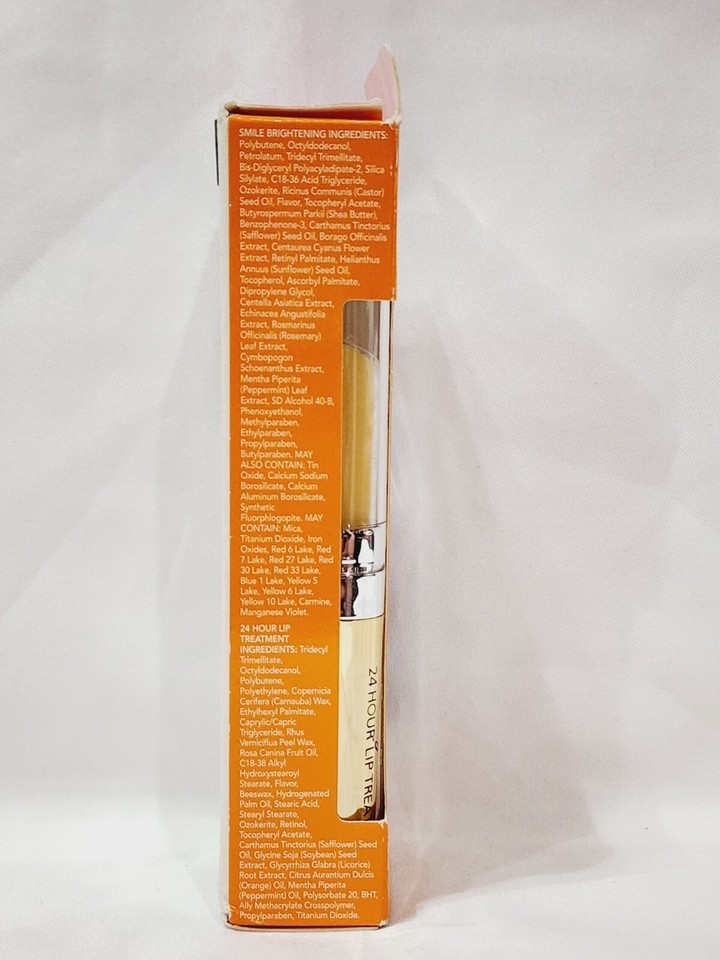 SMILE BRIGHTENING INGREDIENTS:
Polybutene, Octyldodecanol,
Petrolatum, Tridecyl Trimellitate,
Bis-Diglyceryl Polyacyladipate-2, Silica
Silylate, C18-36 Acid Triglyceride,
Ozokerite, Ricinus Communis (Castor)
Seed Oil, Flavor, Tocopheryl Acetate,
Butyrospermum Parkii (Shea Butter),
Benzophenone-3, Carthamus Tinctorius
(Safflower) Seed Oil, Borago Officinalis
Extract, Centaurea Cyanus Flower
Extract, Retinyl Palmitate, Helianthus
Annuus (Sunflower) Seed Oil,
Tocopherol, Ascorbyl Palmitate,
Dipropylene Glycol,
Centella Asiatica Extract,
Echinacea Angustifolia
Extract, Rosmarinus
Officinalis (Rosemary)
Leaf Extract,
Cymbopogon
Schoenanthus Extract,
Mentha Piperita
(Peppermint) Leaf
Extract, SD Alcohol 40-B,
Phenoxyethanol,
Methylparaben,
Ethylparaben,
Propylparaben,
Butylparaben. MAY
ALSO CONTAIN: Tin
Oxide, Calcium Sodium
Borosilicate, Calcium
Aluminum Borosilicate,
Synthetic
Fluorphlogopite. MAY
CONTAIN: Mica,
Titanium Dioxide, Iron
Oxides, Red 6 Lake, Red
7 Lake, Red 27 Lake, Red
30 Lake, Red 33 Lake,
Blue 1 Lake, Yellow 5
Lake, Yellow 6 Lake,
Yellow 10 Lake, Carmine,
Manganese Violet.
24 HOUR LIP
TREATMENT
INGREDIENTS: Tridecyl
Trimellitate,
Octyldodecanol,
Polybutene,
Polyethylene, Copernicia
Cerifera (Carnauba) Wax,
Ethylhexyl Palmitate,
Caprylic/Capric
Triglyceride, Rhus
Verniciflua Peel Wax,
Rosa Canina Fruit Oil,
C18-38 Alkyl
Hydroxystearoyl
Stearate, Flavor,
Beeswax, Hydrogenated
Palm Oil, Stearic Acid,
Stearyl Stearate,
Ozokerite, Retinol,
Tocopheryl Acetate,
Carthamus Tinctorius (Safflower) Seed
Oil, Glycine Soja (Soybean) Seed
Extract, Glycyrrhiza Glabra (Licorice)
Root Extract, Citrus Aurantium Dulcis
(Orange) Oil, Mentha Piperita
(Peppermint) Oil, Polysorbate 20, BHT,
Ally Methacrylate Crosspolymer,
Propylparaben, Titanium Dioxide.
24 HOUR LIP TREA